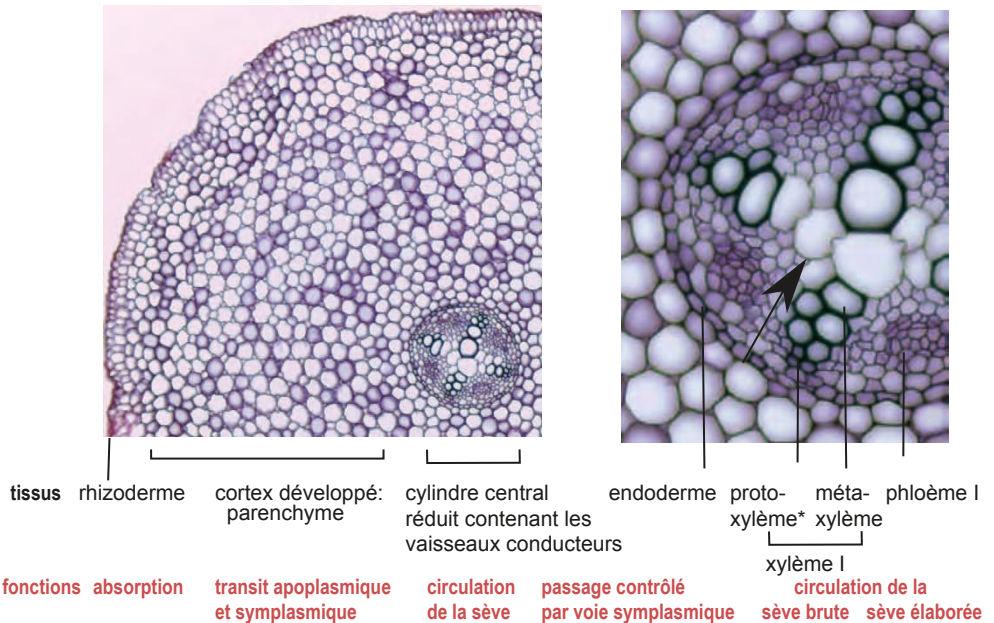 tissus rhizoderme cortex développé: cylindre central endoderme proto- méta- phloème I
parenchyme réduit contenant les xylème* xylème
vaisseaux conducteurs
xylème I
fonctions absorption transit apoplasmique circulation passage contrôlé circulation de la
et symplasmique de la sève par voie symplasmique sève brute sève élaborée